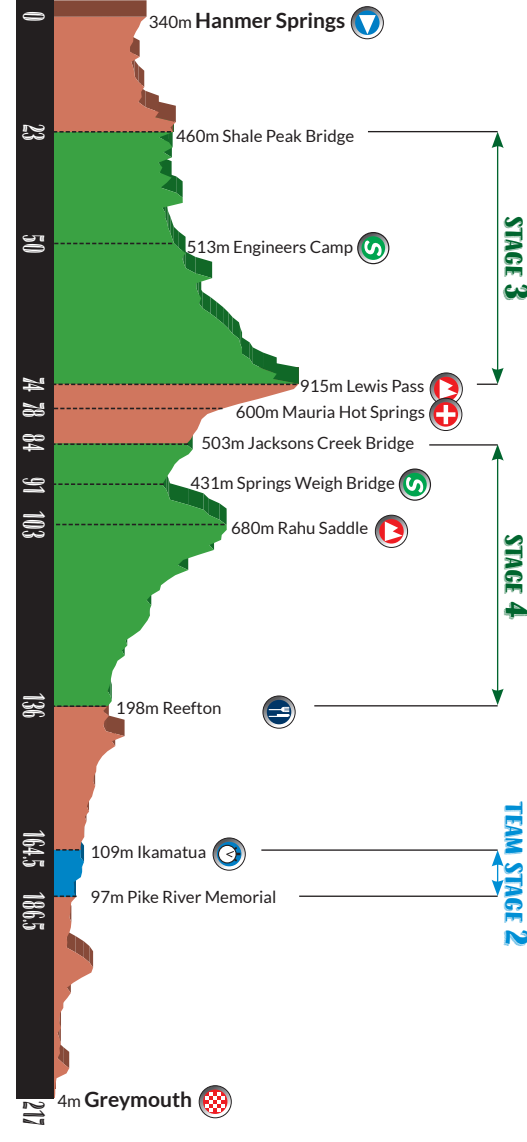 0
340m Hanmer Springs
23
460m Shale Peak Bridge
STAGE 3
50
513m Engineers Camp
S
74
915m Lewis Pass
78
600m Mauria Hot Springs
84
503m Jacksons Creek Bridge
91
431m Springs Weigh Bridge
S
103
680m Rahu Saddle
STAGE 4
136
198m Reefton
164.5
109m Ikamatua
TEAM STAGE 2
186.5
97m Pike River Memorial
217
4m Greymouth